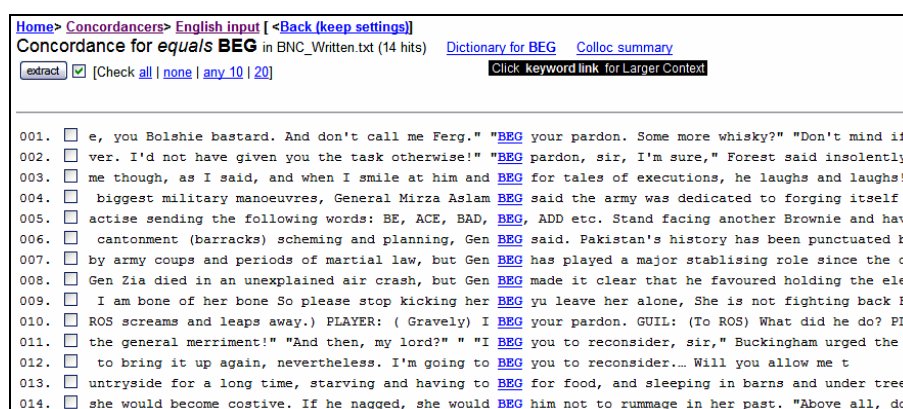 Home> Concordancers> English input [ <Back (keep settings)]
Concordance for equals BEG in BNC_Written.txt (14 hits) Dictionary for BEG Colloc summary
extract [Check all | none | any 10 | 20] Click keyword link for Larger Context
001. e, you Bolshie bastard. And don't call me Ferg." "BEG your pardon. Some more whisky?" "Don't mind if
002. ver. I'd not have given you the task otherwise!" "BEG pardon, sir, I'm sure," Forest said insolently
003. me though, as I said, and when I smile at him and BEG for tales of executions, he laughs and laughs!
004. biggest military manoeuvres, General Mirza Aslam BEG said the army was dedicated to forging itself
005. actise sending the following words: BE, ACE, BAD, BEG, ADD etc. Stand facing another Brownie and hav
006. cantonment (barracks) scheming and planning, Gen BEG said. Pakistan's history has been punctuated b
007. by army coups and periods of martial law, but Gen BEG has played a major stablising role since the
008. Gen Zia died in an unexplained air crash, but Gen BEG made it clear that he favoured holding the ele
009. I am bone of her bone So please stop kicking her BEG yu leave her alone, She is not fighting back
010. ROS screams and leaps away.) PLAYER: ( Gravely) I BEG your pardon. GUIL: (To ROS) What did he do?
011. the general merriment!" "And then, my lord?" " "I BEG you to reconsider, sir," Buckingham urged the
012. to bring it up again, nevertheless. I'm going to BEG you to reconsider.… Will you allow me t
013. untryside for a long time, starving and having to BEG for food, and sleeping in barns and under tree
014. she would become costive. If he nagged, she would BEG him not to rummage in her past. "Above all, do